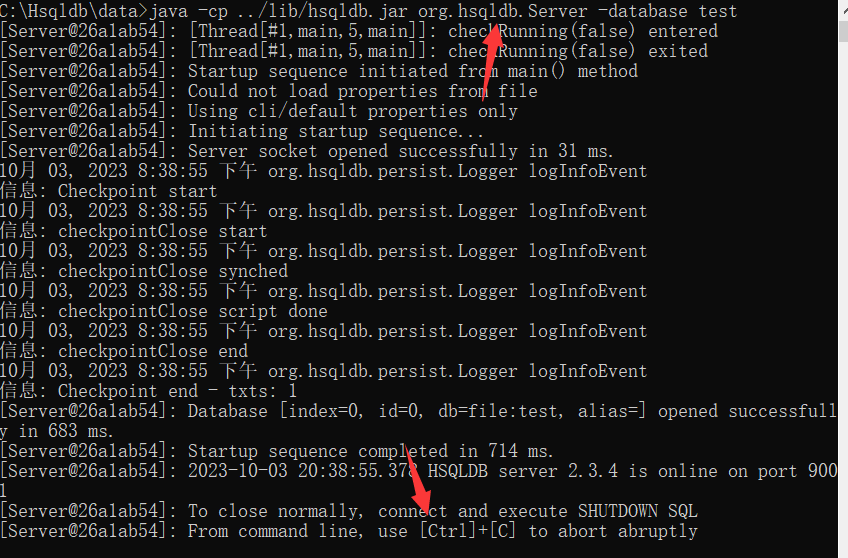 C:\Hsqldb\data>java -cp ../lib/hsqldb.jar org.hsqldb.Server -database test
[Server@26a1ab54]: [Thread[#1,main,5,main]]: checkRunning(false) entered
[Server@26a1ab54]: [Thread[#1,main,5,main]]: checkRunning(false) exited
[Server@26a1ab54]: Startup sequence initiated from main() method
[Server@26a1ab54]: Could not load properties from file
[Server@26a1ab54]: Using cli/default properties only
[Server@26a1ab54]: Initiating startup sequence...
[Server@26a1ab54]: Server socket opened successfully in 31 ms.
10月 03, 2023 8:38:55 下午 org.hsqldb.persist.Logger logInfoEvent
信息: Checkpoint start
10月 03, 2023 8:38:55 下午 org.hsqldb.persist.Logger logInfoEvent
信息: checkpointClose start
10月 03, 2023 8:38:55 下午 org.hsqldb.persist.Logger logInfoEvent
信息: checkpointClose synched
10月 03, 2023 8:38:55 下午 org.hsqldb.persist.Logger logInfoEvent
信息: checkpointClose script done
10月 03, 2023 8:38:55 下午 org.hsqldb.persist.Logger logInfoEvent
信息: checkpointClose end
10月 03, 2023 8:38:55 下午 org.hsqldb.persist.Logger logInfoEvent
信息: Checkpoint end - txts: 1
[Server@26a1ab54]: Database [index=0, id=0, db=file:test, alias=] opened successfull
y in 683 ms.
[Server@26a1ab54]: Startup sequence completed in 714 ms.
[Server@26a1ab54]: 2023-10-03 20:38:55.378 HSQLDB server 2.3.4 is online on port 900
1
[Server@26a1ab54]: To close normally, connect and execute SHUTDOWN SQL
[Server@26a1ab54]: From command line, use [Ctrl]+[C] to abort abruptly